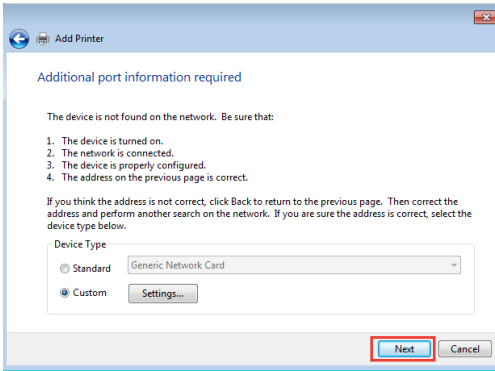 Add Printer
Additional port information required
The device is not found on the network.  Be sure that:
1.  The device is turned on.
2.  The network is connected.
3.  The device is properly configured.
4.  The address on the previous page is correct.
If you think the address is not correct, click Back to return to the previous page.  Then correct the
address and perform another search on the network.  If you are sure the address is correct, select the
device type below.
Device Type
Standard
Generic Network Card
Custom
Settings...
Next
Cancel